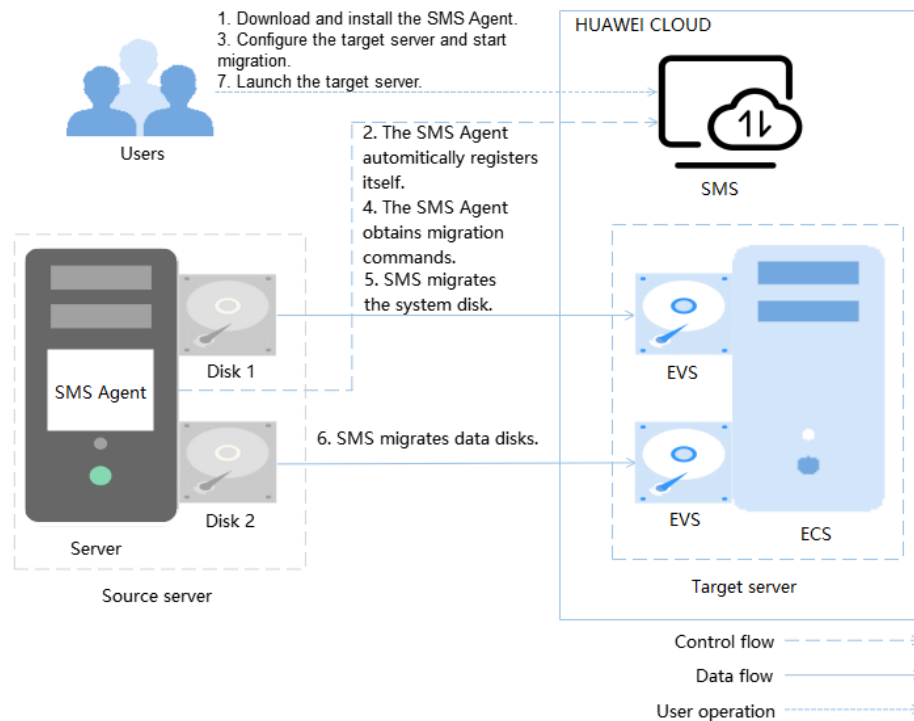 1. Download and install the SMS Agent.
3. Configure the target server and start
migration.
7. Launch the target server.
HUAWEI CLOUD
Users
2. The SMS Agent
automitically registers
itself.
4. The SMS Agent
obtains migration
commands.
5. SMS migrates
the system disk.
SMS
SMS Agent
Disk 1
EVS
6. SMS migrates data disks.
Disk 2
EVS
Server
ECS
Source server
Target server
Control flow
Data flow
User operation